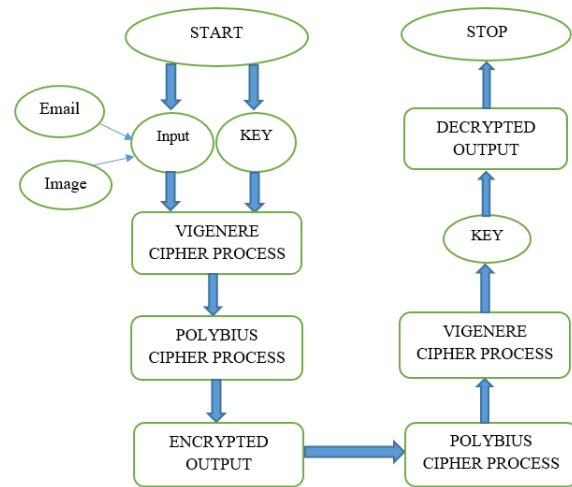 START
Email
Image
Input
KEY
VIGENERE
CIPHER PROCESS
POLYBIUS
CIPHER PROCESS
ENCRYPTED
OUTPUT
POLYBIUS
CIPHER PROCESS
VIGENERE
CIPHER PROCESS
KEY
DECRYPTED
OUTPUT
STOP